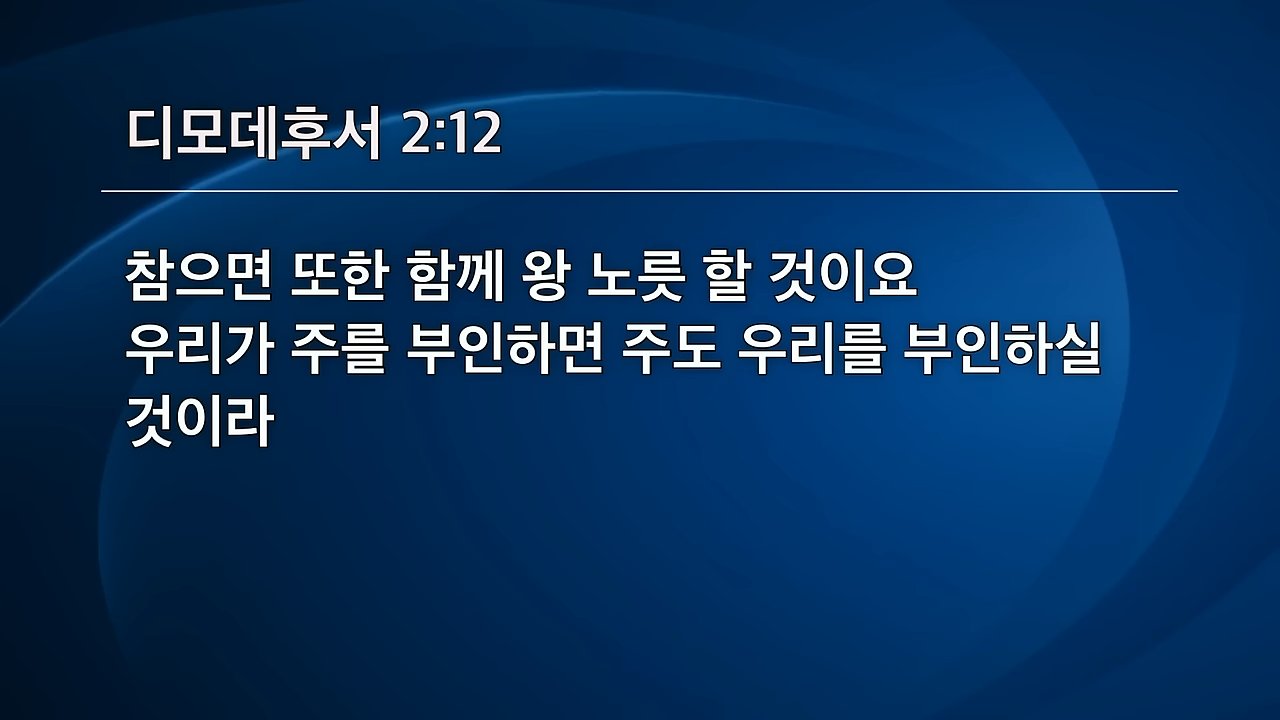 디모데후서 2:12
참으면 또한 함께 왕 노릇 할 것이요
우리가 주를 부인하면 주도 우리를 부인하실
것이라